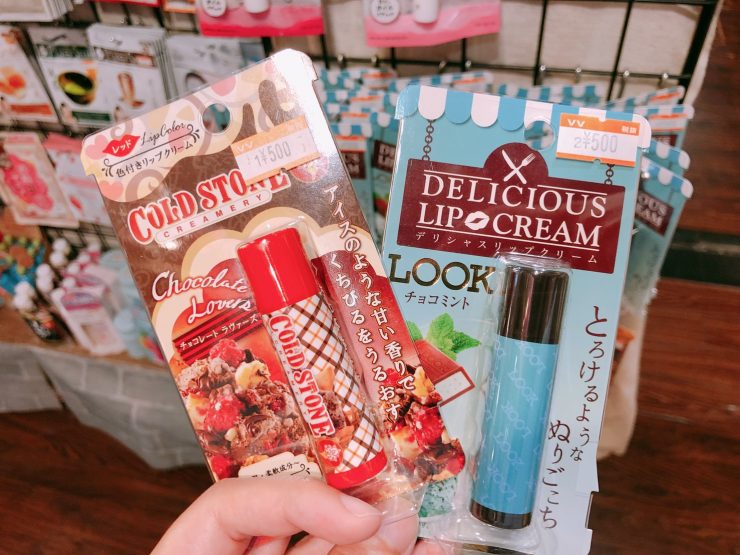 レッド
Lip Color
色付きリップクリーム
VV
¥500
COLD STONE
CREAMERY
Chocolate
Lovers
チョコレート ラヴァーズ
アイスのような甘い香りで
くちびるをうるおす
COLD STONE
VV
税抜
¥500
DELICIOUS
LIP CREAM
デリシャスリップクリーム
LOOK
チョコミント
とろけるような
ぬりごこち
LOOK